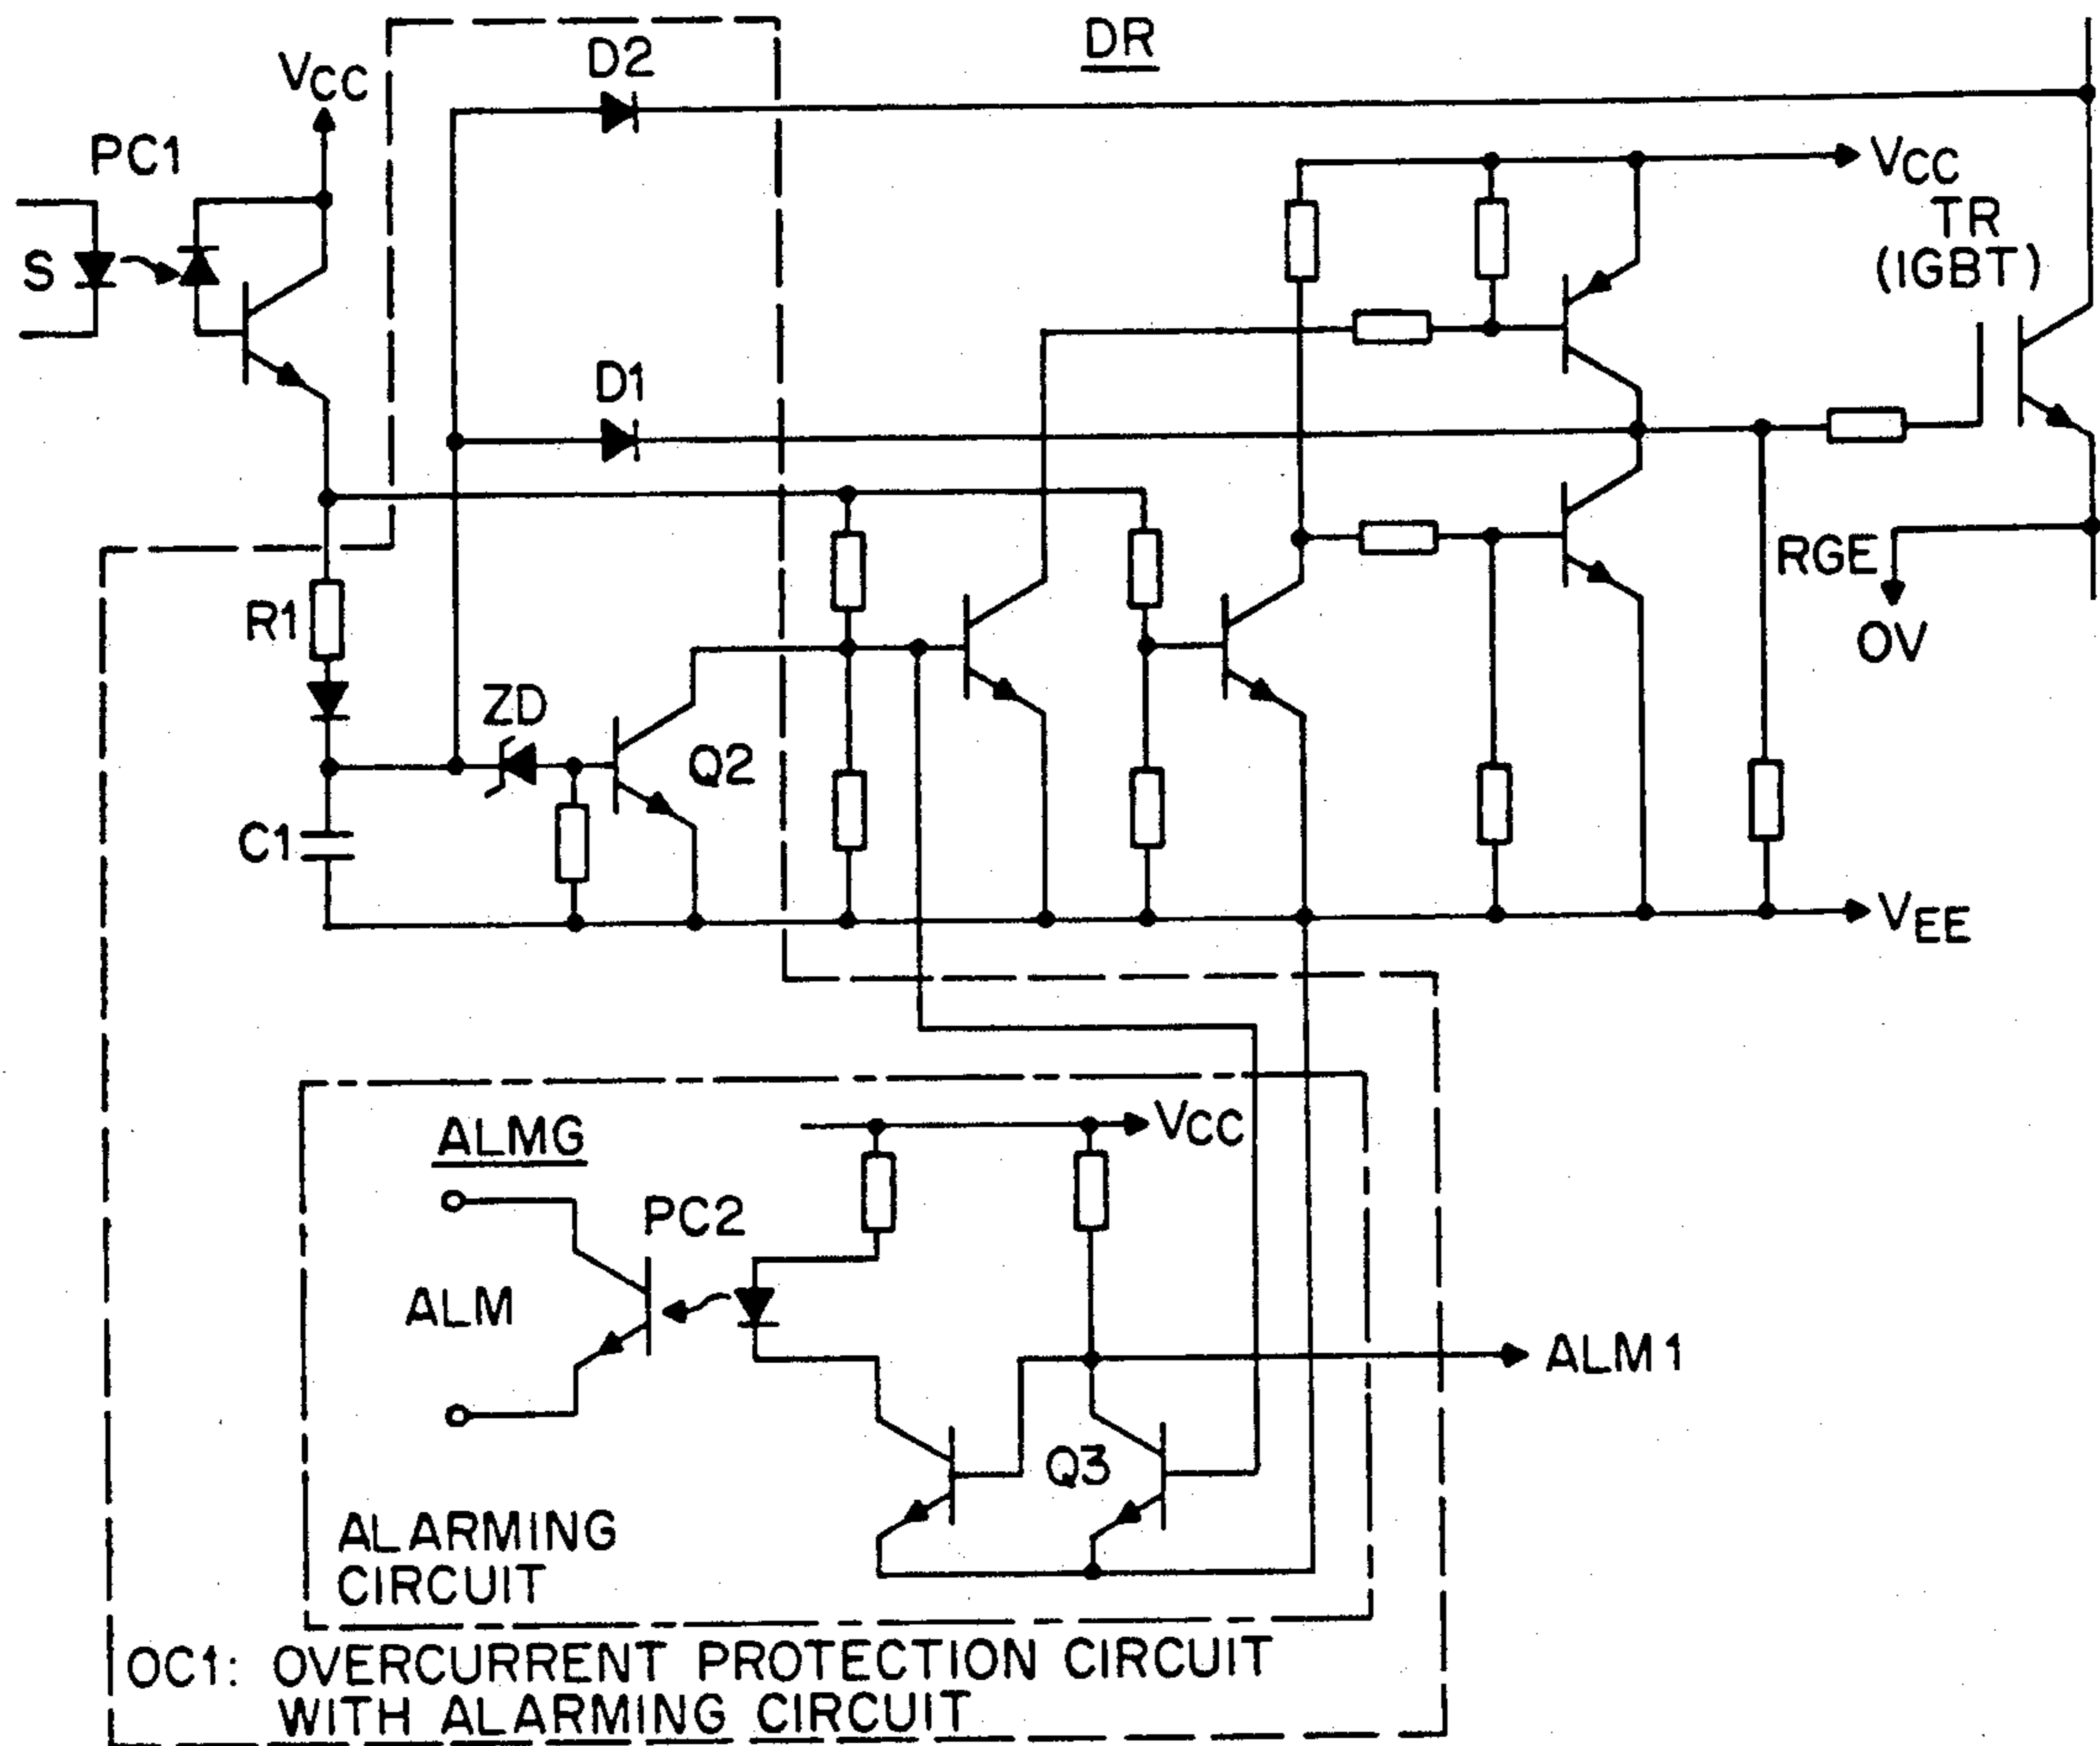 DR
D2
VCC
PC1
VCC
TR
(IGBT)
S
D1
RGE
0V
R1
ZD
Q2
C1
VEE
ALMG
VCC
PC2
ALM
ALM1
Q3
ALARMING
CIRCUIT
OC1: OVERCURRENT PROTECTION CIRCUIT
WITH ALARMING CIRCUIT